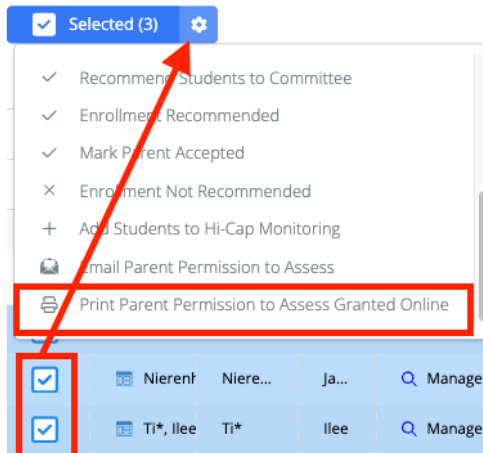 Selected (3)
Recommend Students to Committee
Enrollment Recommended
Mark Parent Accepted
Enrollment Not Recommended
Add Students to Hi-Cap Monitoring
Email Parent Permission to Assess
Print Parent Permission to Assess Granted Online
Niere... Ja... Manage
Ti*, Ilee Ti* Ilee Manage